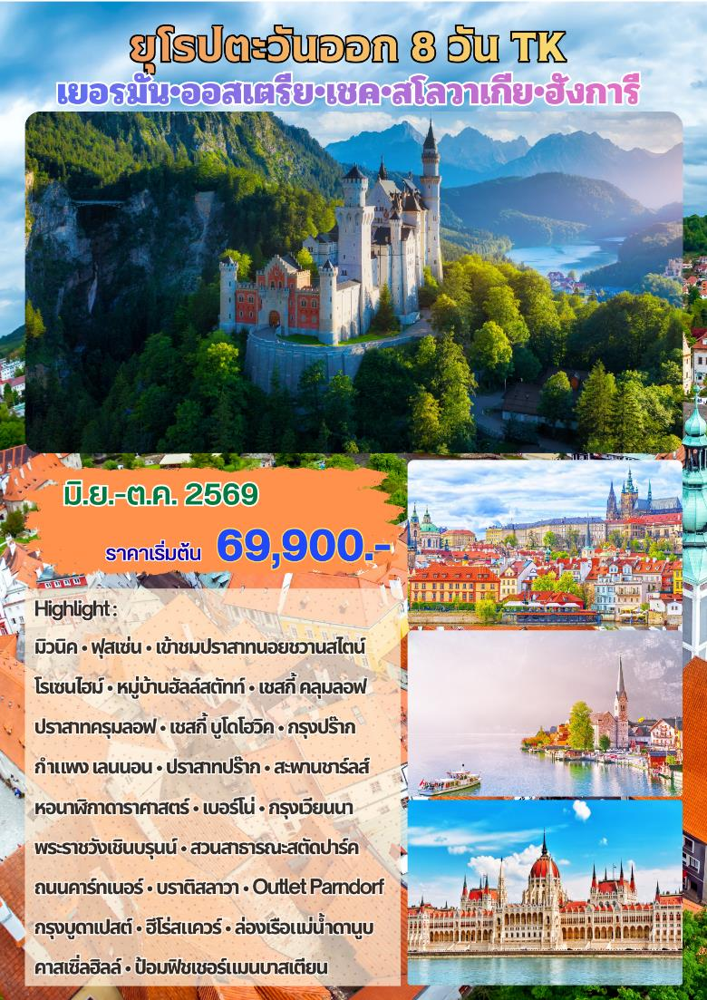 ยุโรปตะวันออก 8 วัน TK
เยอรมัน•ออสเตรีย•เชค•สโลวาเกีย•ฮังการี
มิ.ย.-ต.ค. 2569
ราคาเริ่มต้น 69,900.-
Highlight :
มิวนิค • ฟุสเซ่น • เข้าชมปราสาทนอยชวานสไตน์
โรเซนไฮม์ • หมู่บ้านฮัลล์สตัทท์ • เชสกี้ คลุมลอฟ
ปราสาทครุมลอฟ • เชสกี้ บูโดโฮวิค • กรุงปร๊าก
กำแพง เลนนอน • ปราสาทปร๊าก • สะพานชาร์ลส์
หอนาฬิกาดาราศาสตร์ • เบอร์โน่ • กรุงเวียนนา
พระราชวังเชินบรุนน์ • สวนสาธารณะสตัดปาร์ค
ถนนคาร์ทเนอร์ • บราติสลาวา • Outlet Parndorf
กรุงบูดาเปสต์ • ฮีโร่สแควร์ • ล่องเรือแม่น้ำดานูบ
คาสเซิ่ลฮิลล์ • ป้อมฟิชเชอร์แมนบาสเตียน